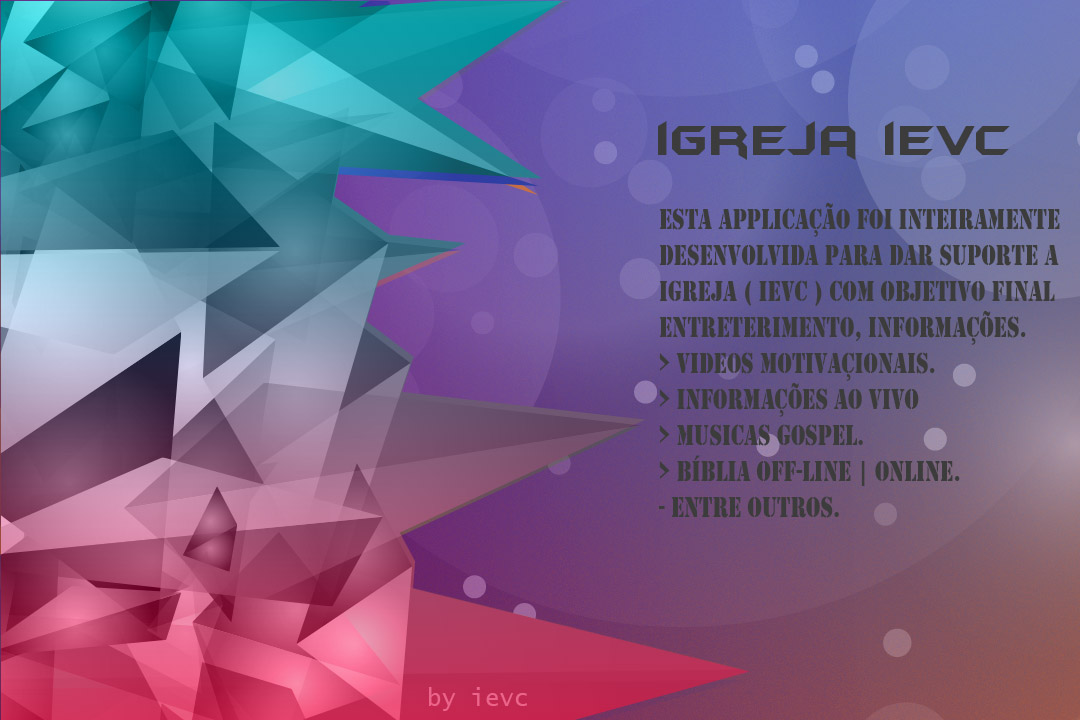 IGREJA IEVC
ESTA APPLICAÇÃO FOI INTEIRAMENTE
DESENVOLVIDA PARA DAR SUPORTE A
IGREJA ( IEVC ) COM OBJETIVO FINAL
ENTRETERIMENTO, INFORMAÇÕES.
> VIDEOS MOTIVAÇIONAIS.
> INFORMAÇÕES AO VIVO
> MUSICAS GOSPEL.
> BÍBLIA OFF-LINE | ONLINE.
- ENTRE OUTROS.
by ievc